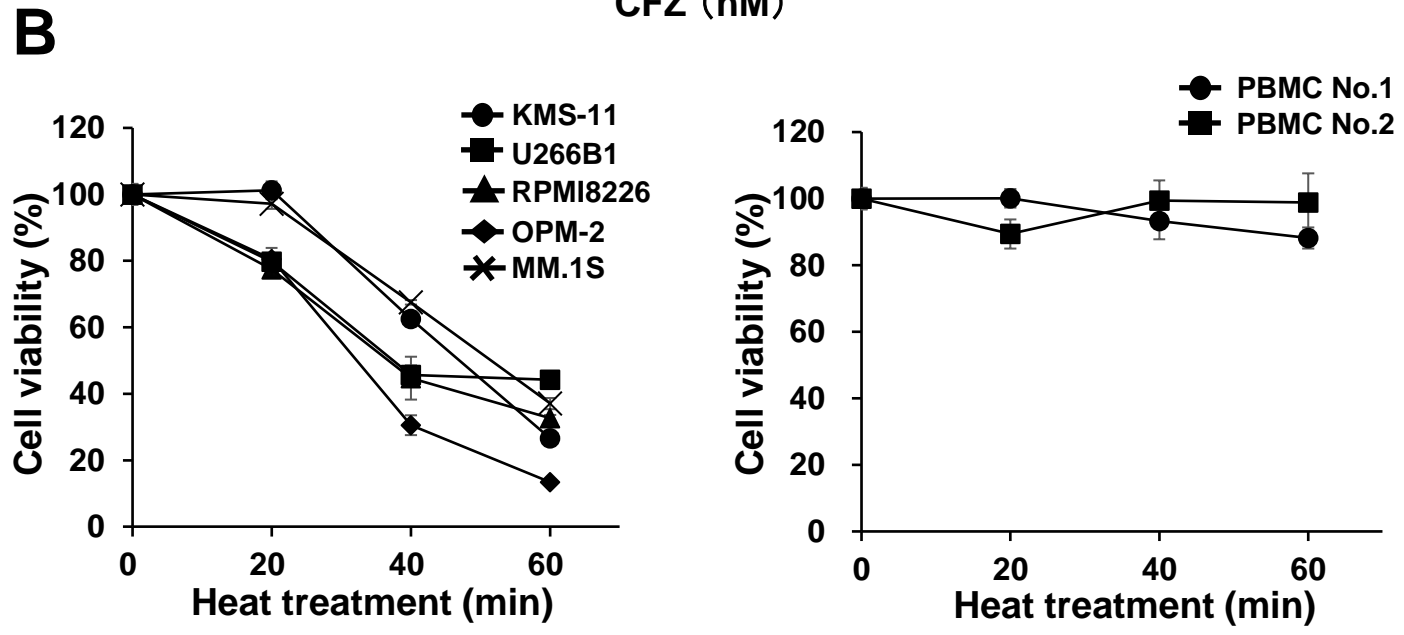 CFZ（nM）
B
KMS-11
U266B1
RPMI8226
OPM-2
MM.1S
120
100
80
60
40
20
0
Cell viability (%)
0 20 40 60
Heat treatment (min)
PBMC No.1
PBMC No.2
120
100
80
60
40
20
0
Cell viability (%)
0 20 40 60
Heat treatment (min)